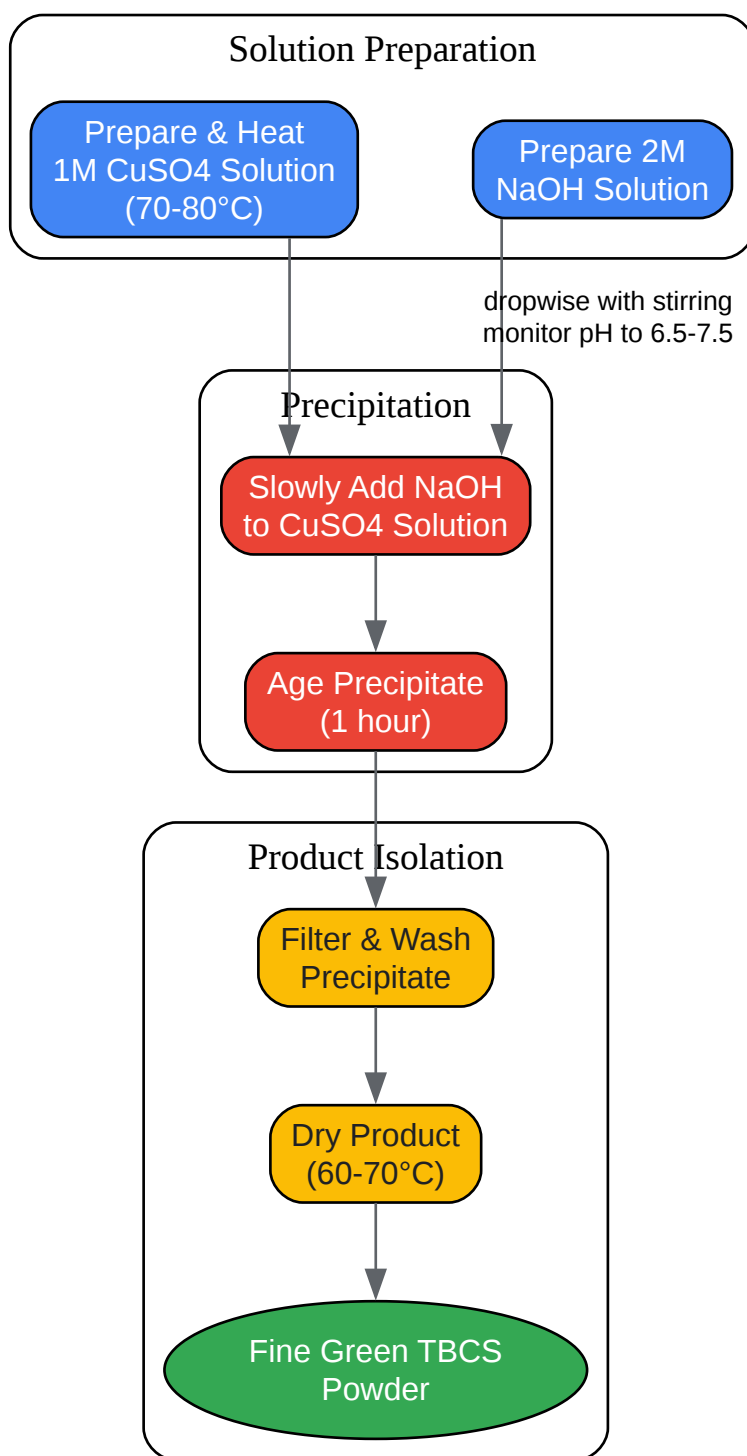 Solution Preparation
Prepare & Heat
1M CuSO4 Solution
(70-80°C)
Prepare 2M
NaOH Solution
dropwise with stirring
monitor pH to 6.5-7.5
Precipitation
Slowly Add NaOH
to CuSO4 Solution
Age Precipitate
(1 hour)
Product Isolation
Filter & Wash
Precipitate
Dry Product
(60-70°C)
Fine Green TBCS
Powder